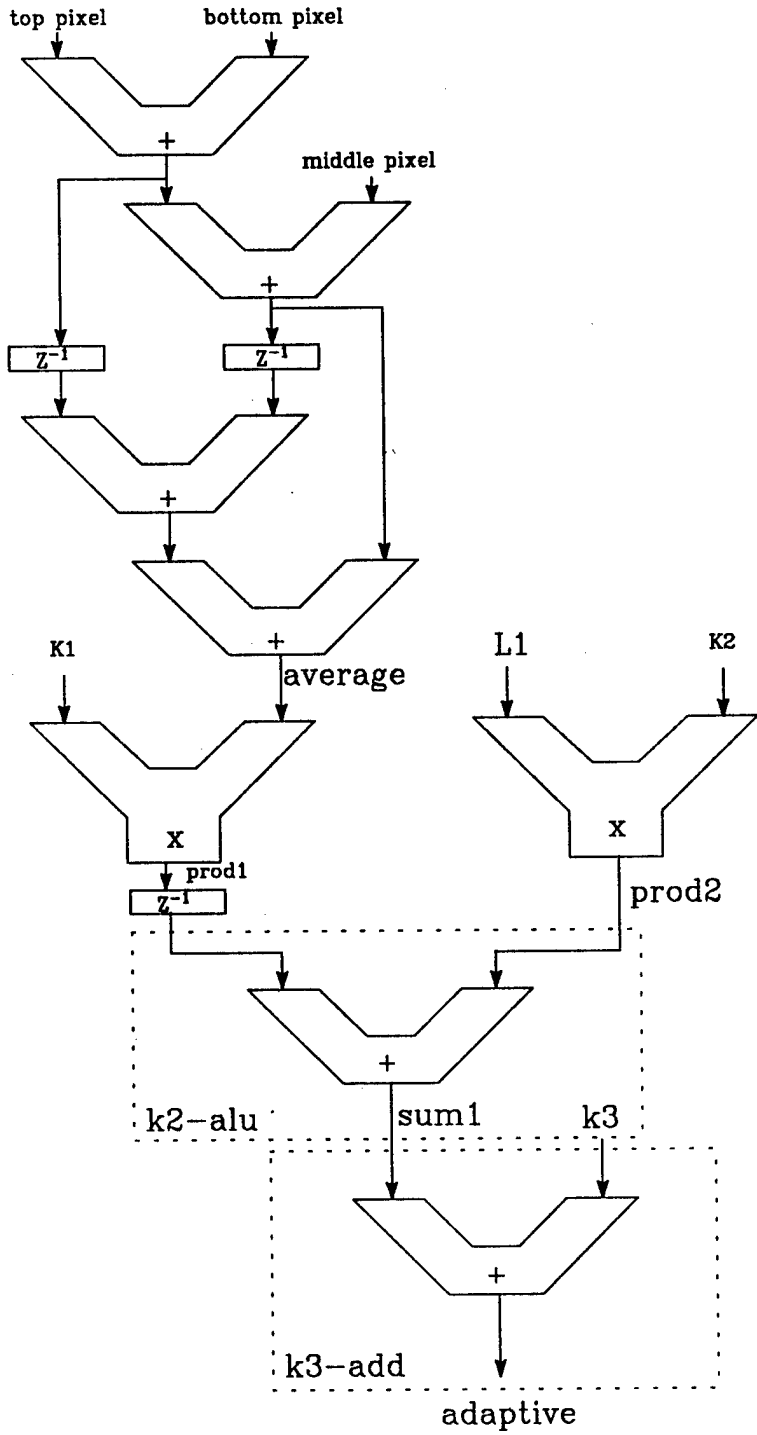 top pixel
bottom pixel
+
middle pixel
+
Z⁻¹
Z⁻¹
+
+
K1
average
L1
K2
X
X
prod1
Z⁻¹
prod2
+
k2-alu
sum1
k3
+
k3-add
adaptive